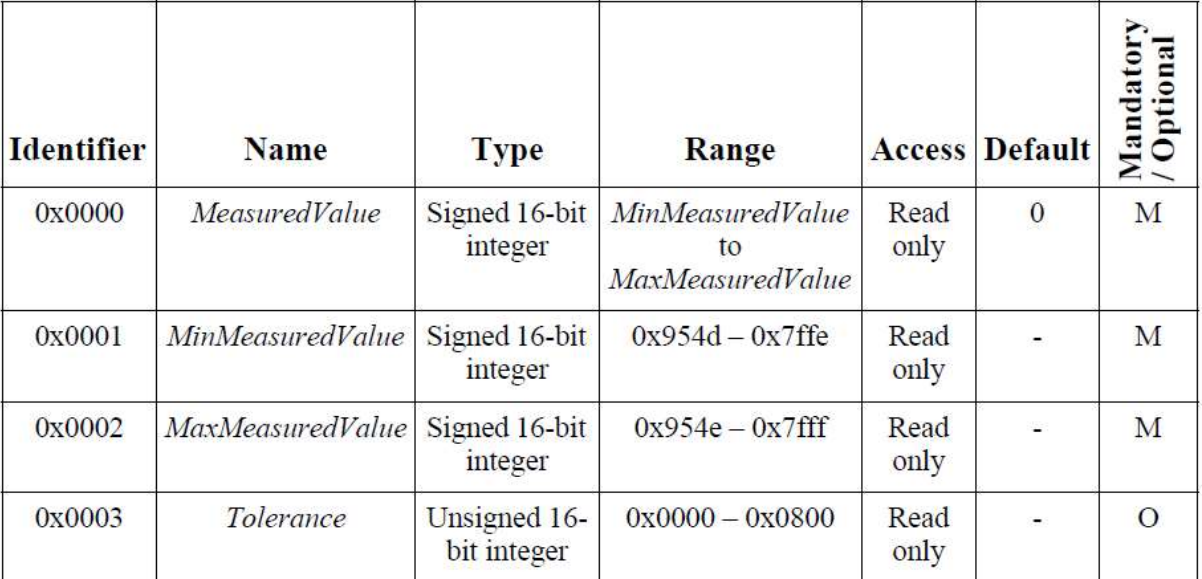 Identifier Name Type Range Access Default Mandatory / Optional
0x0000 MeasuredValue Signed 16-bit integer MinMeasuredValue to MaxMeasuredValue Read only 0 M
0x0001 MinMeasuredValue Signed 16-bit integer 0x954d – 0x7ffe Read only - M
0x0002 MaxMeasuredValue Signed 16-bit integer 0x954e – 0x7fff Read only - M
0x0003 Tolerance Unsigned 16-bit integer 0x0000 – 0x0800 Read only - O